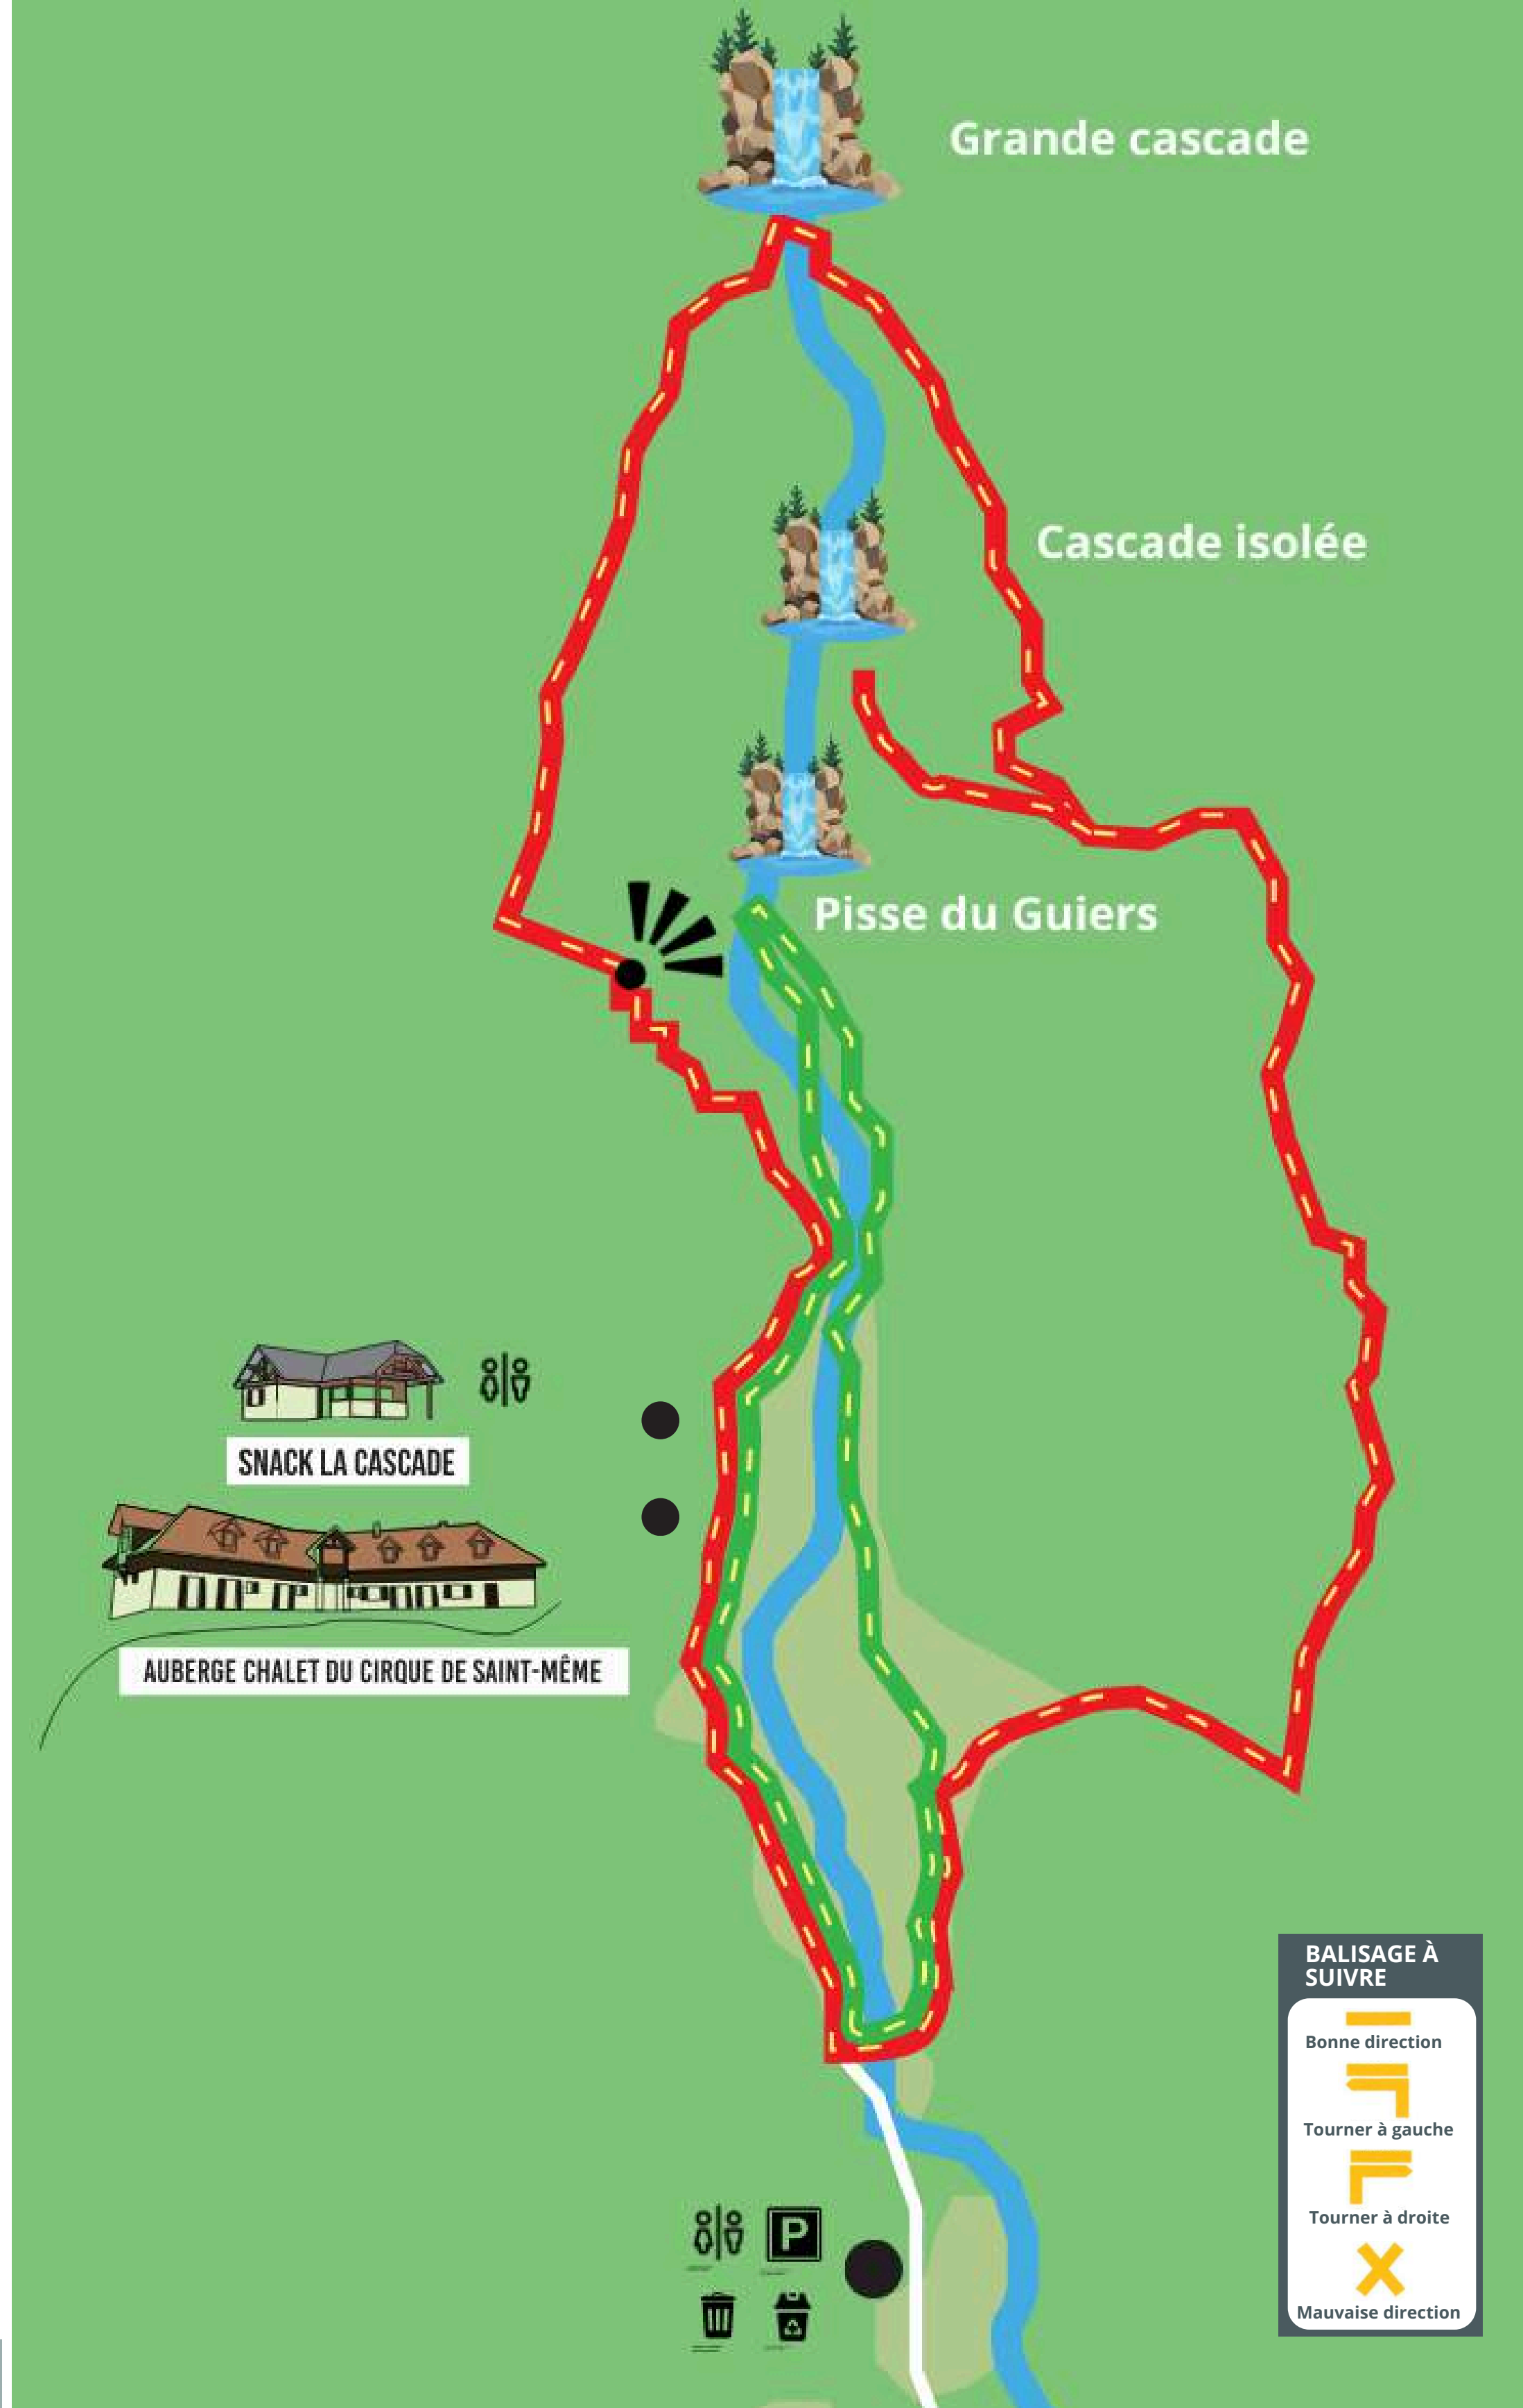 Grande cascade
Cascade isolée
Pisse du Guiers
SNACK LA CASCADE
AUBERGE CHALET DU CIRQUE DE SAINT-MÊME
P
BALISAGE À
SUIVRE
Bonne direction
Tourner à gauche
Tourner à droite
Mauvaise direction